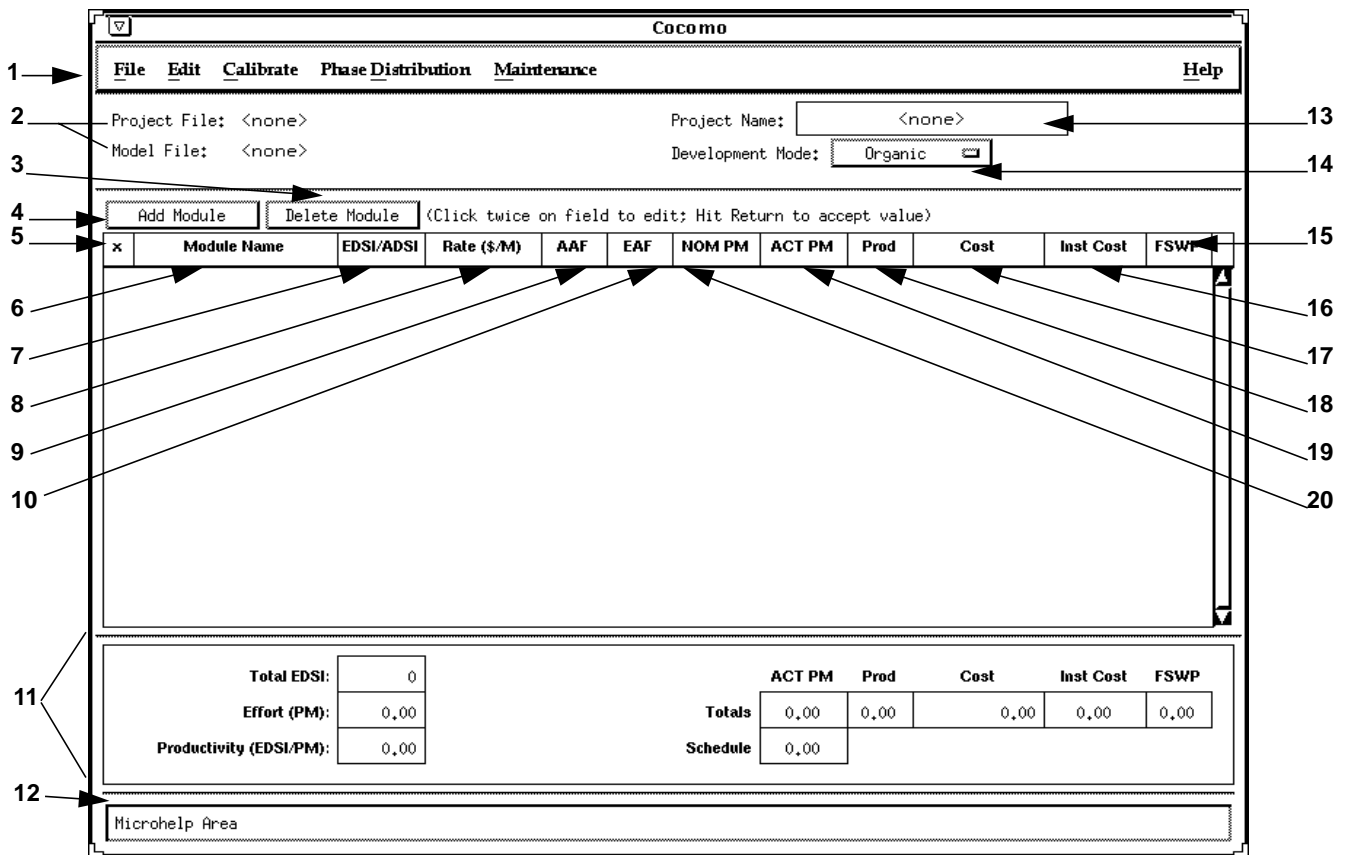 Cocomo
1 File Edit Calibrate Phase Distribution Maintenance Help
2 Project File: <none> Project Name: <none> 13
Model File: <none> Development Mode: Organic 14
3
4 Add Module Delete Module (Click twice on field to edit; Hit Return to accept value)
5 x Module Name EDSI/ADSI Rate ($/M) AAF EAF NOM PM ACT PM Prod Cost Inst Cost FSWP 15
6 16
7 17
8 18
9 19
10 20
11 Total EDSI: 0 ACT PM Prod Cost Inst Cost FSWP
Effort (PM): 0.00 Totals 0.00 0.00 0.00 0.00 0.00
Productivity (EDSI/PM): 0.00 Schedule 0.00
12
Microhelp Area